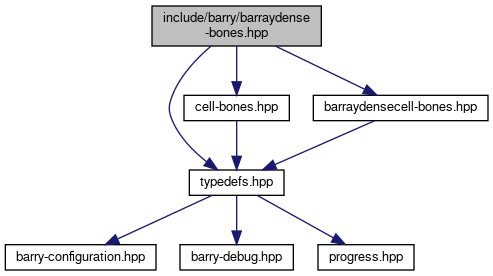 include/barry/barraydense
-bones.hpp
cell-bones.hpp
barraydensecell-bones.hpp
typedefs.hpp
barry-configuration.hpp
barry-debug.hpp
progress.hpp